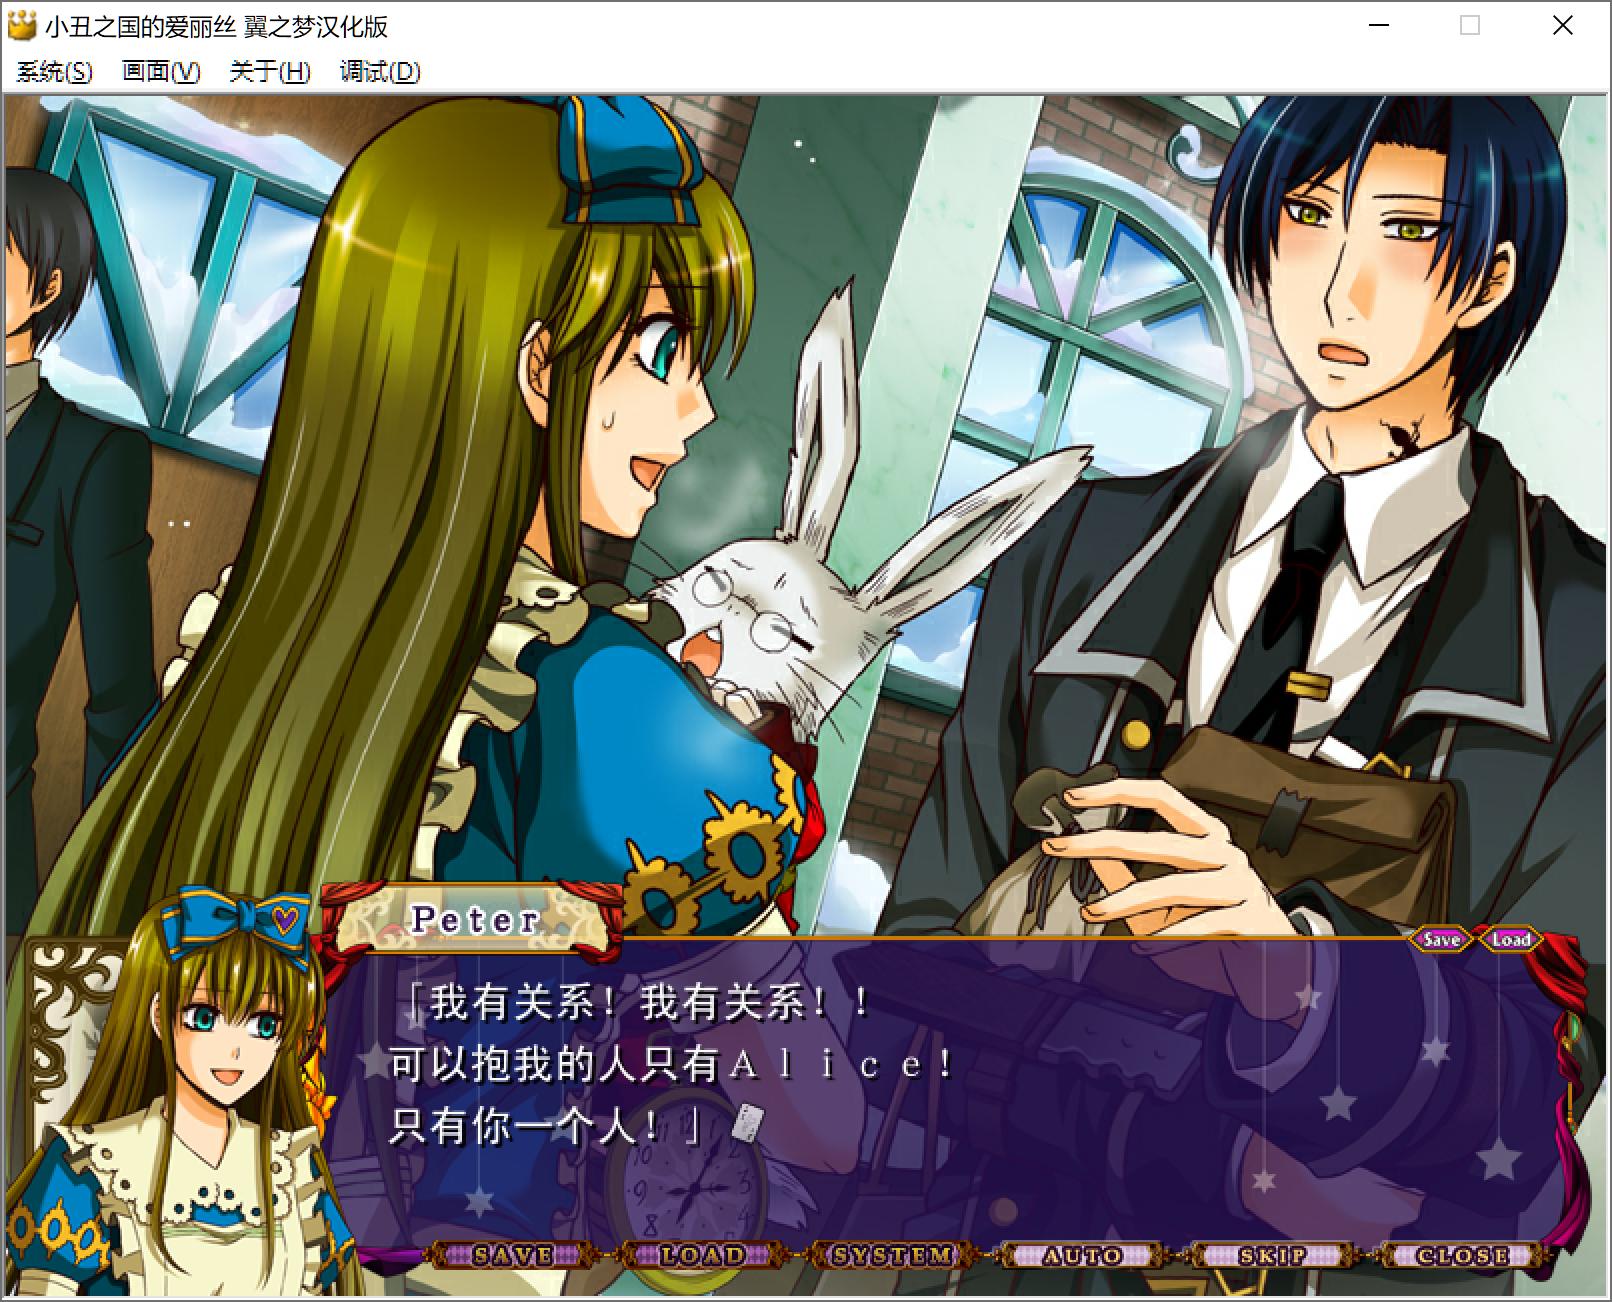 小丑之国的爱丽丝 翼之梦汉化版
系统(S) 画面(V) 关于(H) 调试(D)
Peter
Save Load
「我有关系！我有关系！！
可以抱我的人只有Ａｌｉｃｅ！
只有你一个人！」
SAVE LOAD SYSTEM AUTO SKIP CLOSE